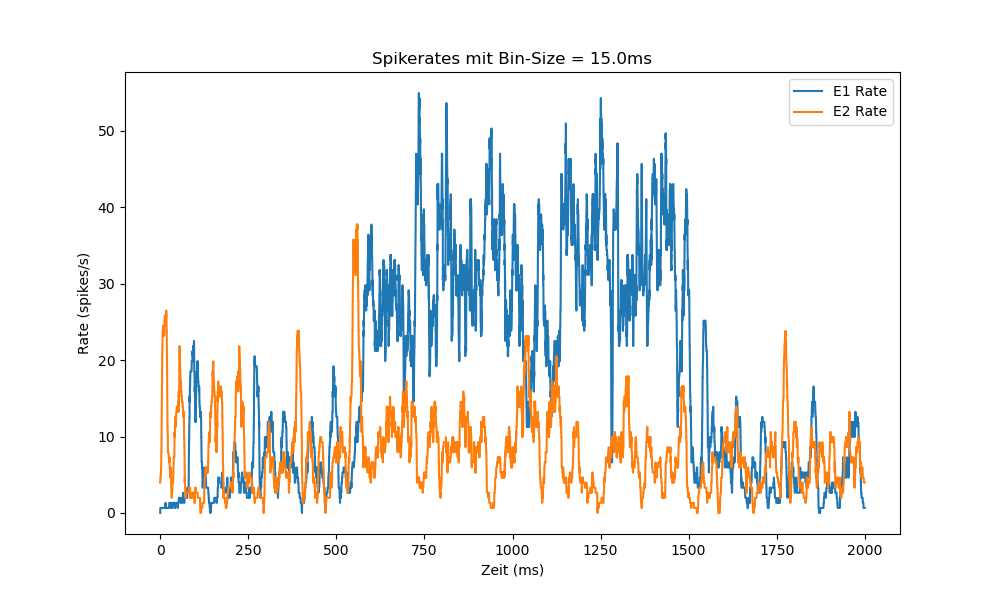 Spikerates mit Bin-Size = 15.0ms
E1 Rate
E2 Rate
Rate (spikes/s)
50
40
30
20
10
0
0 250 500 750 1000 1250 1500 1750 2000
Zeit (ms)